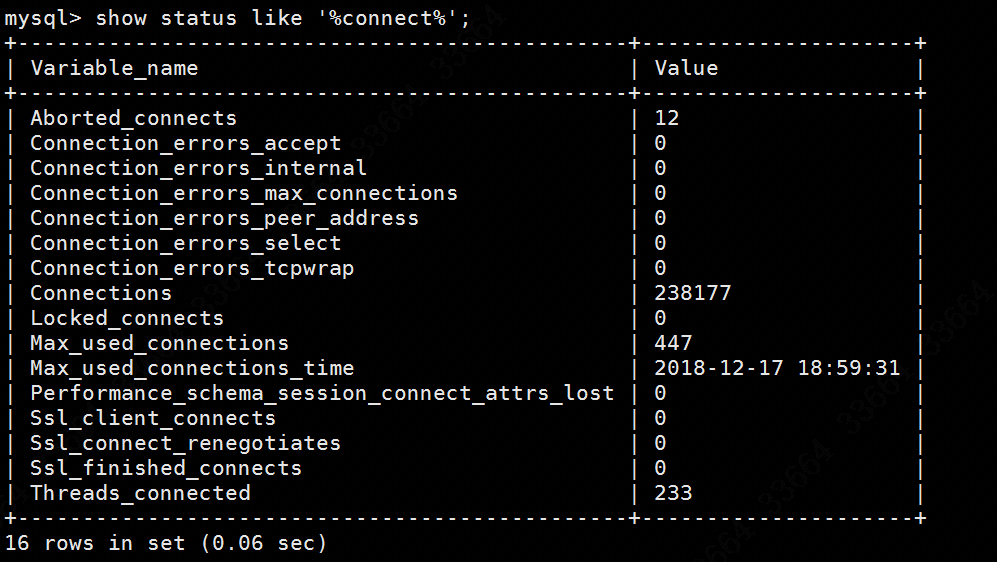 mysql> show status like '%connect%';
+-----------------------------------------------+---------------------+
| Variable_name | Value |
+-----------------------------------------------+---------------------+
| Aborted_connects | 12 |
| Connection_errors_accept | 0 |
| Connection_errors_internal | 0 |
| Connection_errors_max_connections | 0 |
| Connection_errors_peer_address | 0 |
| Connection_errors_select | 0 |
| Connection_errors_tcpwrap | 0 |
| Connections | 238177 |
| Locked_connects | 0 |
| Max_used_connections | 447 |
| Max_used_connections_time | 2018-12-17 18:59:31 |
| Performance_schema_session_connect_attrs_lost | 0 |
| Ssl_client_connects | 0 |
| Ssl_connect_renegotiates | 0 |
| Ssl_finished_connects | 0 |
| Threads_connected | 233 |
+-----------------------------------------------+---------------------+
16 rows in set (0.06 sec)